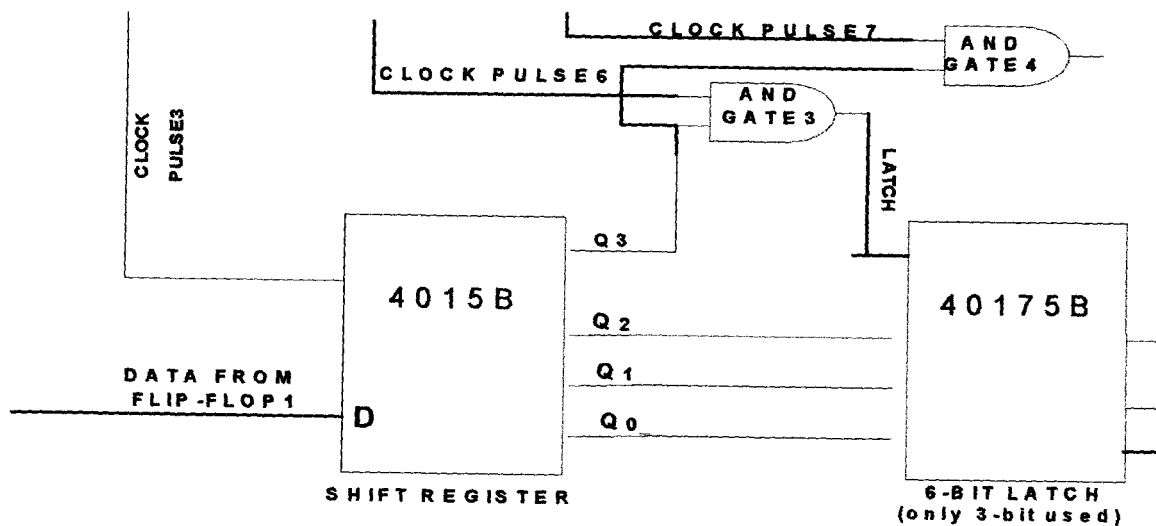 CLOCK PULSE7
AND
GATE4
CLOCK PULSE6
AND
GATE3
CLOCK
PULSE3
LATCH
Q3
4015B
40175B
Q2
Q1
DATA FROM
FLIP-FLOP1
D
Q0
SHIFT REGISTER
6-BIT LATCH
(only 3-bit used)